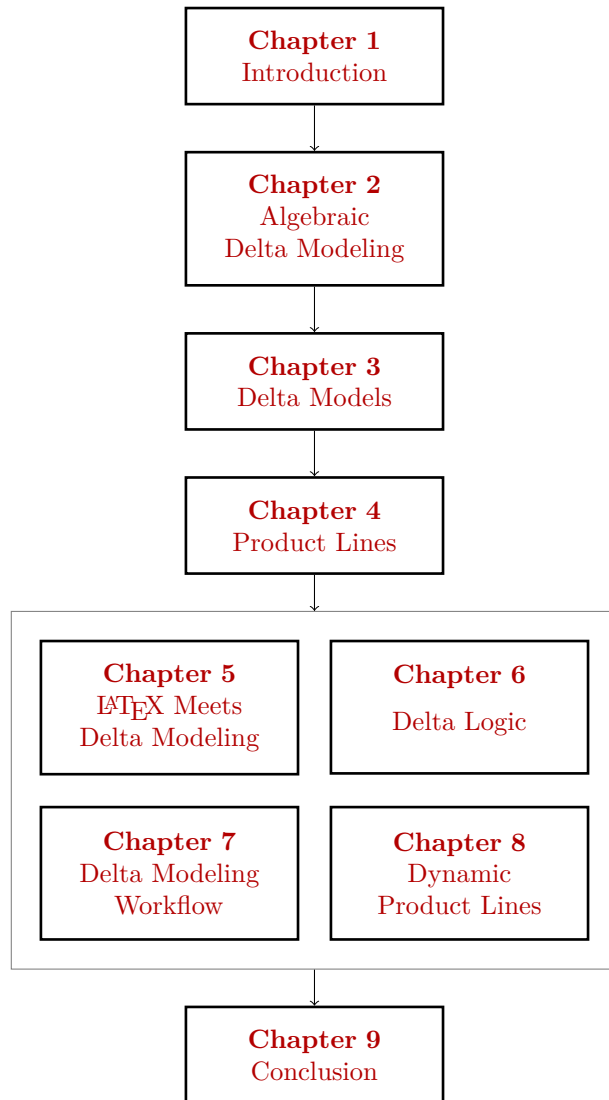 Chapter 1
Introduction
Chapter 2
Algebraic
Delta Modeling
Chapter 3
Delta Models
Chapter 4
Product Lines
Chapter 5
LATEX Meets
Delta Modeling
Chapter 6
Delta Logic
Chapter 7
Delta Modeling
Workflow
Chapter 8
Dynamic
Product Lines
Chapter 9
Conclusion